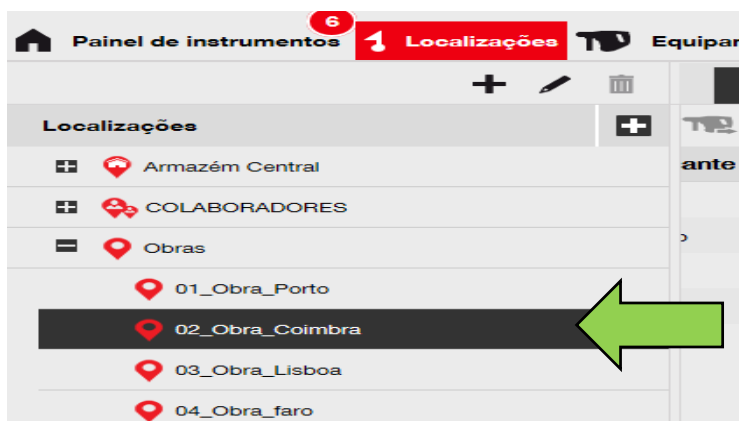 6
Painel de instrumentos Localizações Equipar
Localizações
ante
Armazém Central
COLABORADORES
Obras
01_Obra_Porto
02_Obra_Coimbra
03_Obra_Lisboa
04_Obra_faro